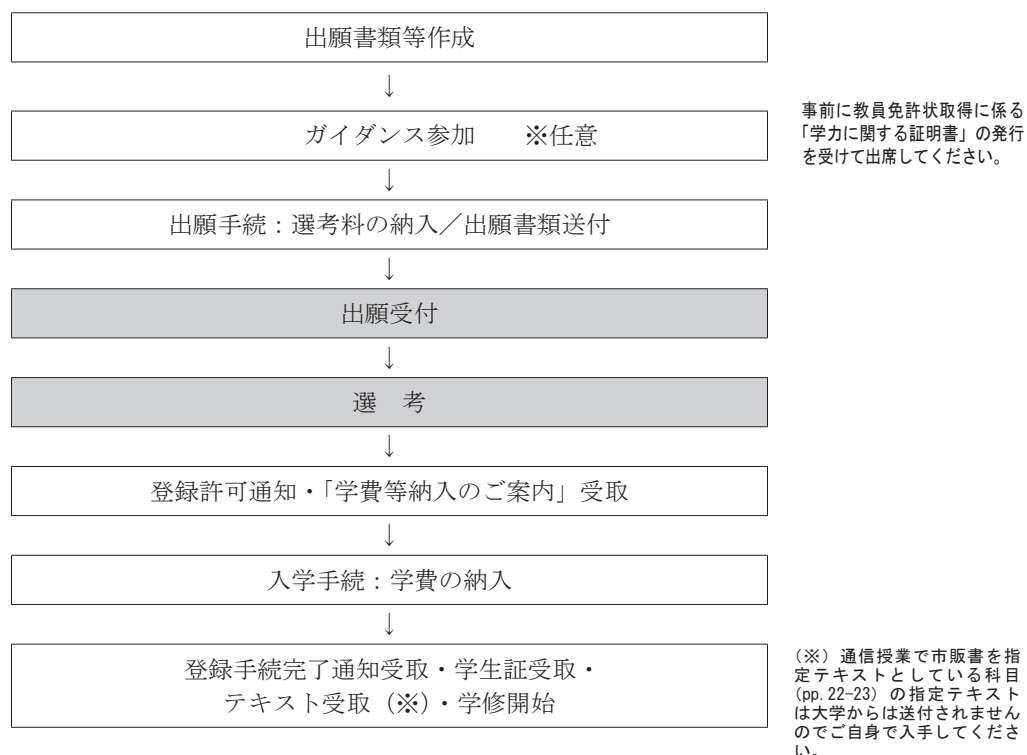 出願書類等作成
↓
事前に教員免許状取得に係る
「学力に関する証明書」の発行
を受けて出席してください。
ガイダンス参加　　※任意
↓
出願手続：選考料の納入／出願書類送付
↓
出願受付
↓
選　考
↓
登録許可通知・「学費等納入のご案内」受取
↓
入学手続：学費の納入
↓
登録手続完了通知受取・学生証受取・
テキスト受取（※）・学修開始
（※）通信授業で市販書を指
定テキストとしている科目
(pp.22-23) の指定テキスト
は大学からは送付されません
のでご自身で入手してくださ
い。